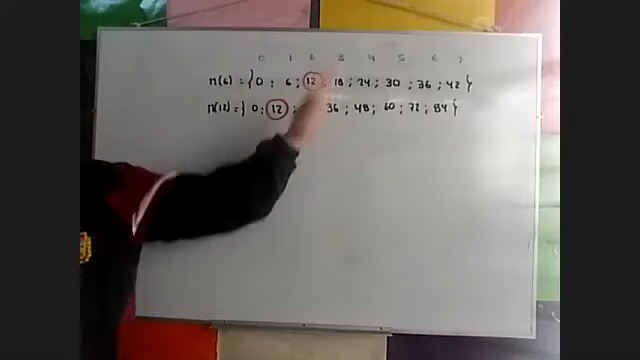 0 1 2 3 4 5 6 7
M(6) = { 0 ; 6 ; 12 ; 18 ; 24 ; 30 ; 36 ; 42 }
M(12) = { 0 ; 12 ; 36 ; 48 ; 60 ; 72 ; 84 }